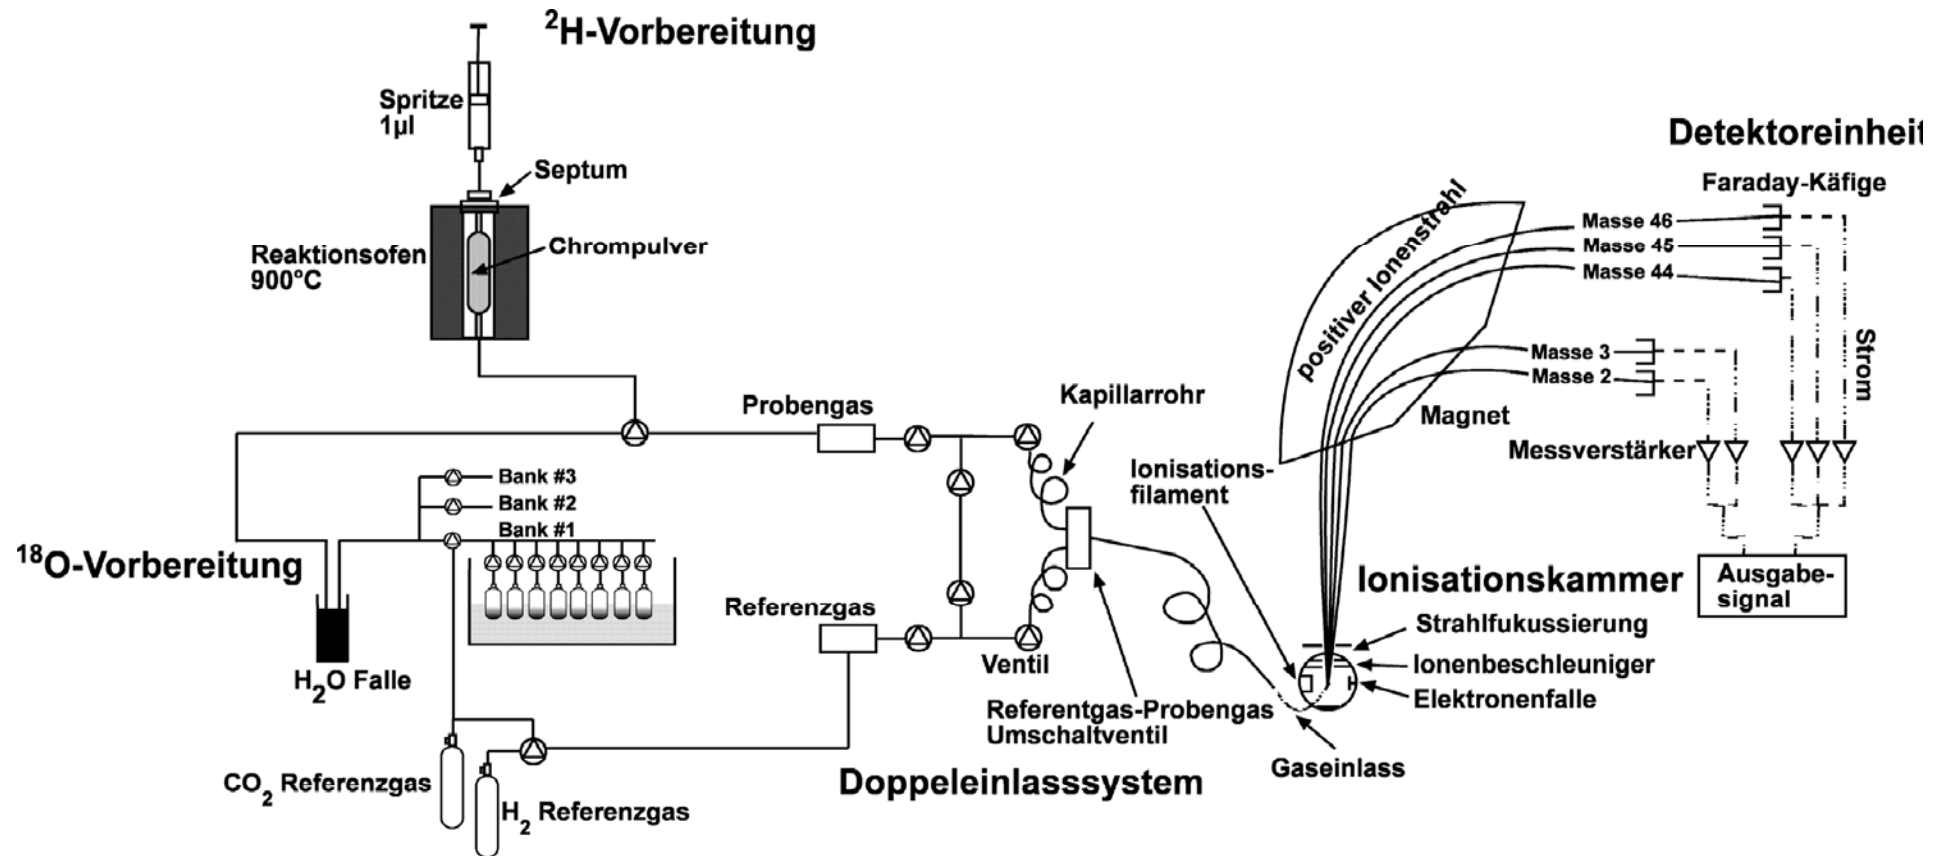 ²H-Vorbereitung
Spritze
1µl
Septum
Reaktionsofen
900°C
Chrompulver
Probengas
Kapillarrohr
Bank #3
Bank #2
Bank #1
¹⁸O-Vorbereitung
H₂O Falle
Referenzgas
Ventil
Referentgas-Probengas
Umschaltventil
CO₂ Referenzgas
H₂ Referenzgas
Doppeleinlasssystem
Detektoreinheit
Faraday-Käfige
positiver Ionenstrahl
Masse 46
Masse 45
Masse 44
Masse 3
Masse 2
Strom
Magnet
Messverstärker
Ionisations-
filament
Ionisationskammer
Ausgabe-
signal
Strahlfukussierung
Ionenbeschleuniger
Elektronenfalle
Gaseinlass